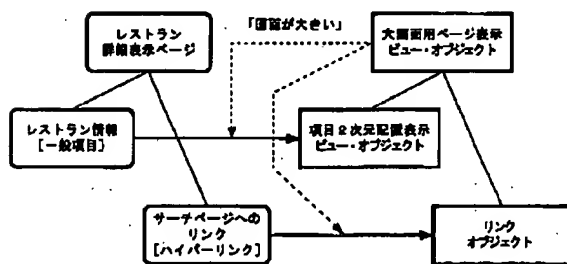 レストラン
詳細表示ページ
「画面が大きい」
大画面用ページ表示
ビュー・オブジェクト
レストラン情報
[一般項目]
項目2次元配置表示
ビュー・オブジェクト
サーチページへの
リンク
[ハイパーリンク]
リンク
オブジェクト